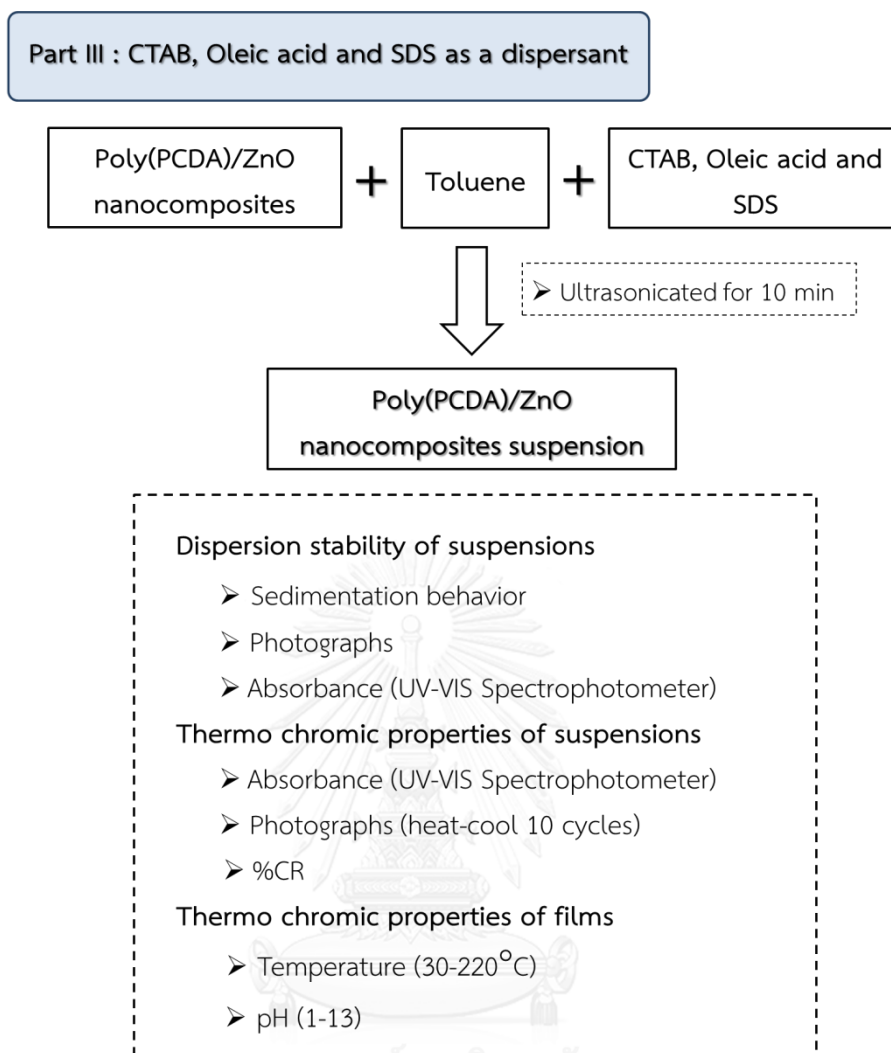 Part III : CTAB, Oleic acid and SDS as a dispersant
Poly(PCDA)/ZnO
nanocomposites
+
Toluene
+
CTAB, Oleic acid and
SDS
➢ Ultrasonicated for 10 min
Poly(PCDA)/ZnO
nanocomposites suspension
Dispersion stability of suspensions
➢ Sedimentation behavior
➢ Photographs
➢ Absorbance (UV-VIS Spectrophotometer)
Thermo chromic properties of suspensions
➢ Absorbance (UV-VIS Spectrophotometer)
➢ Photographs (heat-cool 10 cycles)
➢ %CR
Thermo chromic properties of films
➢ Temperature (30-220°C)
➢ pH (1-13)